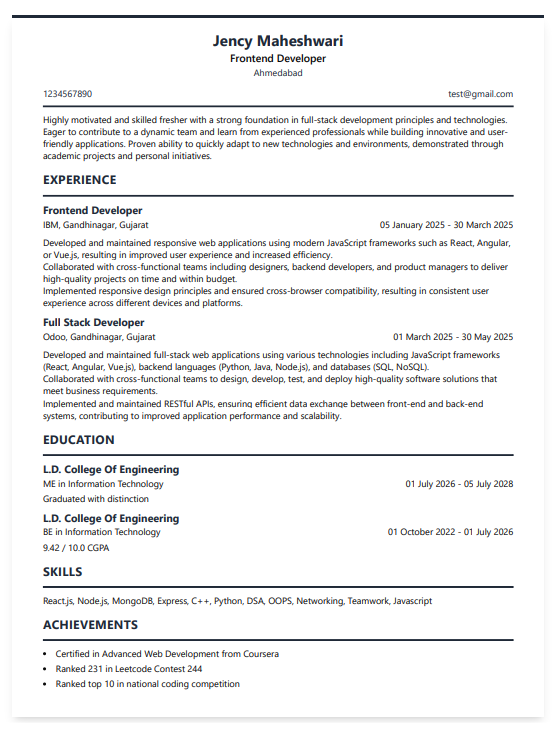 Jency Maheshwari
Frontend Developer
Ahmedabad
1234567890 test@gmail.com
Highly motivated and skilled fresher with a strong foundation in full-stack development principles and technologies.
Eager to contribute to a dynamic team and learn from experienced professionals while building innovative and user-
friendly applications. Proven ability to quickly adapt to new technologies and environments, demonstrated through
academic projects and personal initiatives.
EXPERIENCE
Frontend Developer
IBM, Gandhinagar, Gujarat 05 January 2025 - 30 March 2025
Developed and maintained responsive web applications using modern JavaScript frameworks such as React, Angular,
or Vue.js, resulting in improved user experience and increased efficiency.
Collaborated with cross-functional teams including designers, backend developers, and product managers to deliver
high-quality projects on time and within budget.
Implemented responsive design principles and ensured cross-browser compatibility, resulting in consistent user
experience across different devices and platforms.
Full Stack Developer
Odoo, Gandhinagar, Gujarat 01 March 2025 - 30 May 2025
Developed and maintained full-stack web applications using various technologies including JavaScript frameworks
(React, Angular, Vue.js), backend languages (Python, Java, Node.js), and databases (SQL, NoSQL).
Collaborated with cross-functional teams to design, develop, test, and deploy high-quality software solutions that
meet business requirements.
Implemented and maintained RESTful APIs, ensuring efficient data exchange between front-end and back-end
systems, contributing to improved application performance and scalability.
EDUCATION
L.D. College Of Engineering
ME in Information Technology 01 July 2026 - 05 July 2028
Graduated with distinction
L.D. College Of Engineering
BE in Information Technology 01 October 2022 - 01 July 2026
9.42 / 10.0 CGPA
SKILLS
React.js, Node.js, MongoDB, Express, C++, Python, DSA, OOPS, Networking, Teamwork, Javascript
ACHIEVEMENTS
• Certified in Advanced Web Development from Coursera
• Ranked 231 in Leetcode Contest 244
• Ranked top 10 in national coding competition